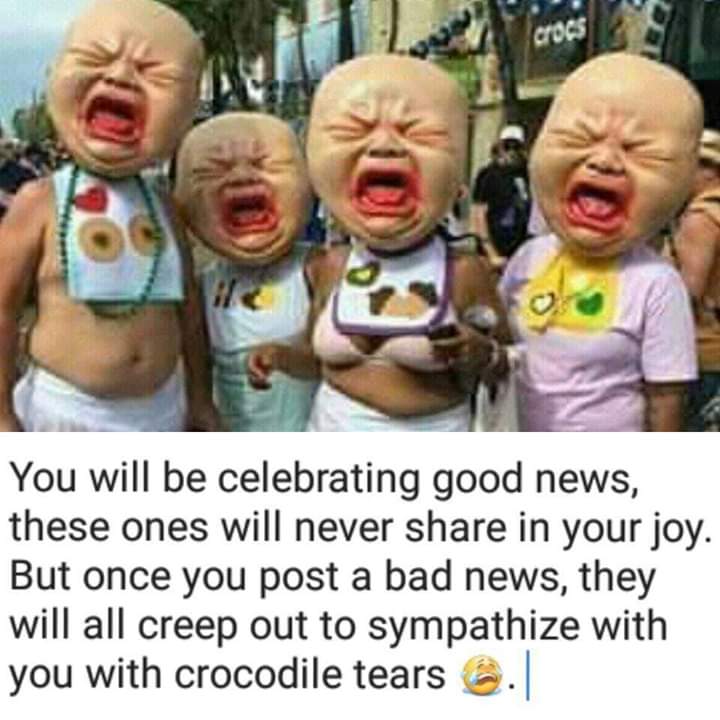 crocs
You will be celebrating good news,
these ones will never share in your joy.
But once you post a bad news, they
will all creep out to sympathize with
you with crocodile tears 😭.